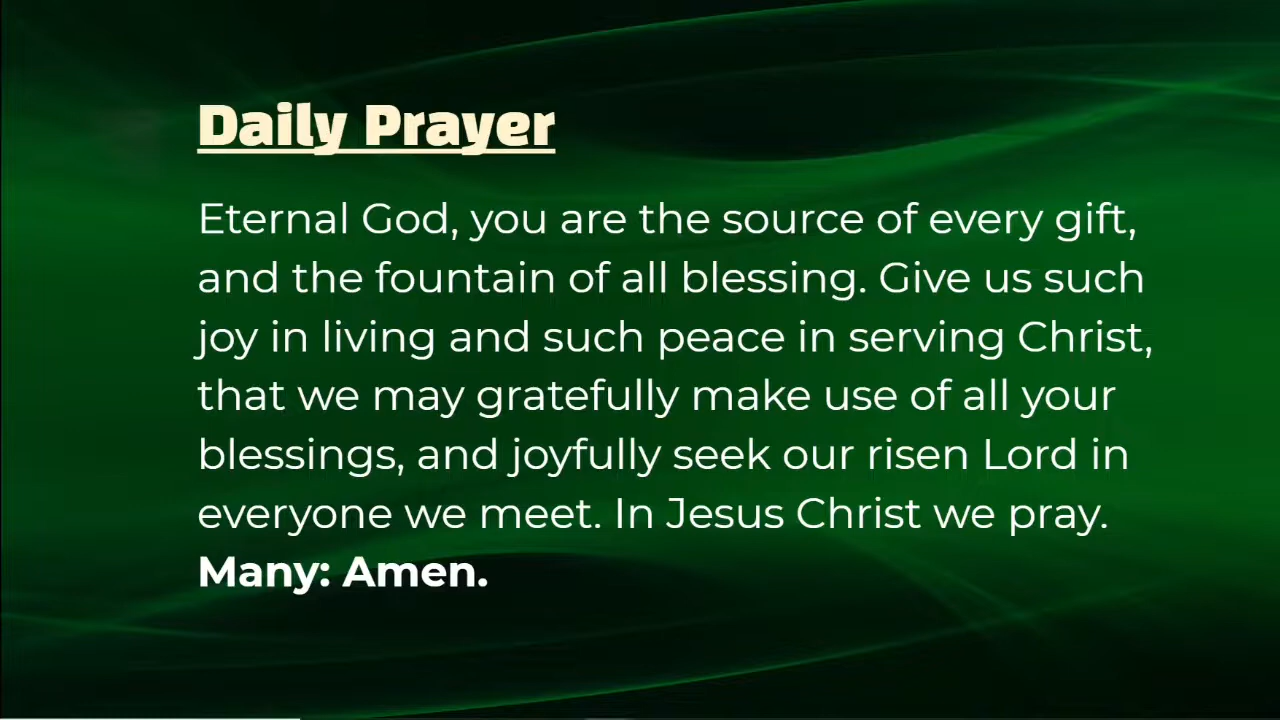 Daily Prayer
Eternal God, you are the source of every gift,
and the fountain of all blessing. Give us such
joy in living and such peace in serving Christ,
that we may gratefully make use of all your
blessings, and joyfully seek our risen Lord in
everyone we meet. In Jesus Christ we pray.
Many: Amen.